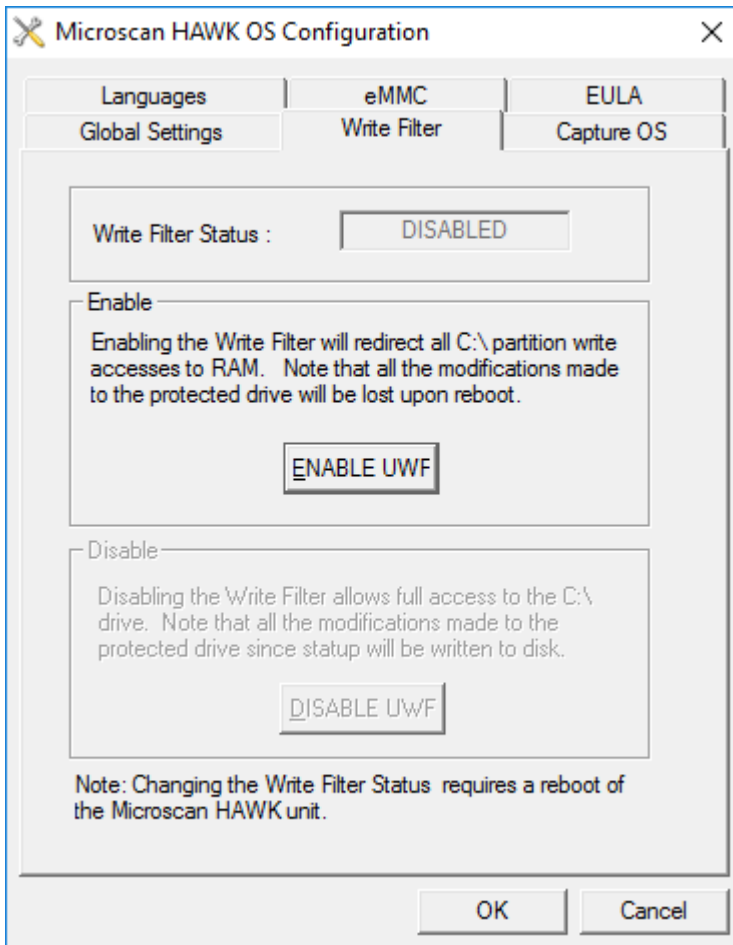 Microscan HAWK OS Configuration
Languages eMMC EULA
Global Settings Write Filter Capture OS
Write Filter Status : DISABLED
Enable
Enabling the Write Filter will redirect all C:\ partition write
accesses to RAM. Note that all the modifications made
to the protected drive will be lost upon reboot.
ENABLE UWF
Disable
Disabling the Write Filter allows full access to the C:\
drive. Note that all the modifications made to the
protected drive since statup will be written to disk.
DISABLE UWF
Note: Changing the Write Filter Status requires a reboot of
the Microscan HAWK unit.
OK Cancel